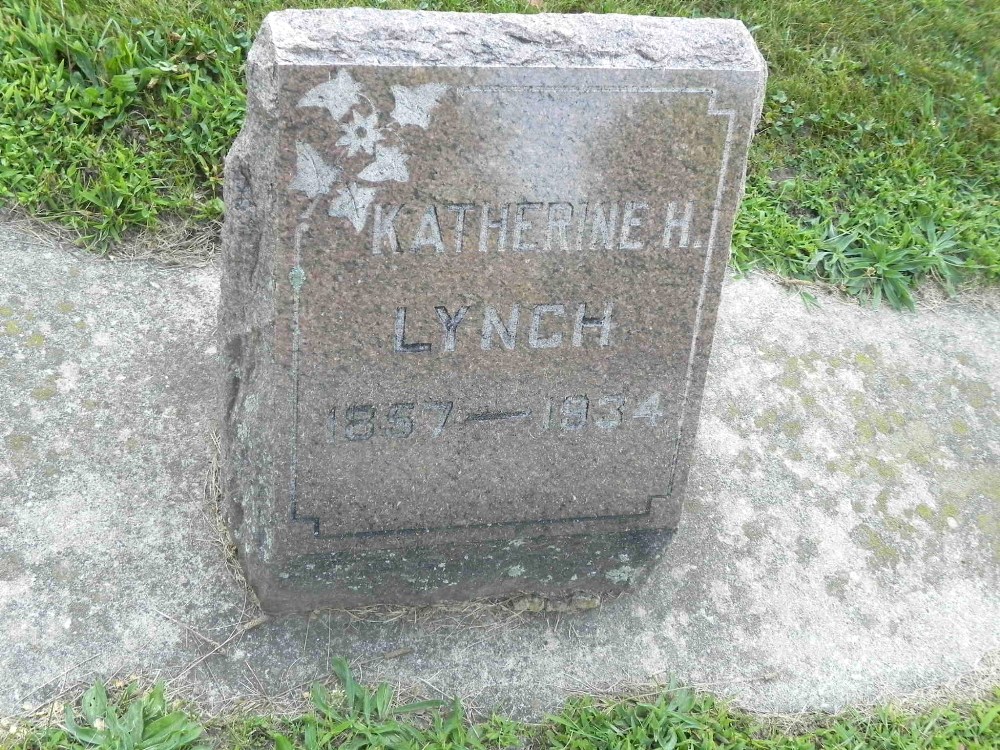 KATHERINE H.
LYNCH
1857—1934